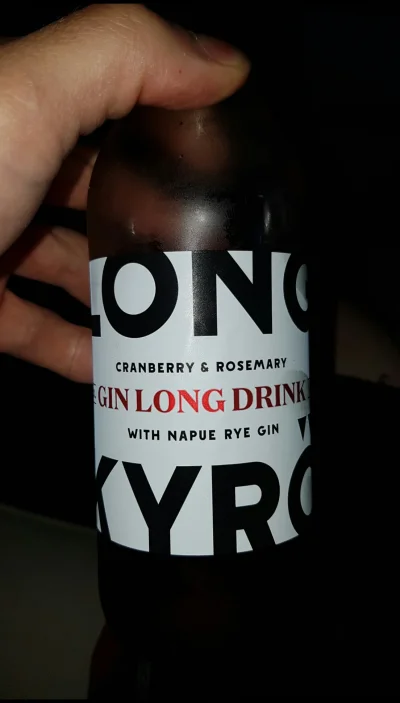 LONG
CRANBERRY & ROSEMARY
GIN LONG DRINK
WITH NAPUE RYE GIN
KYRÖ